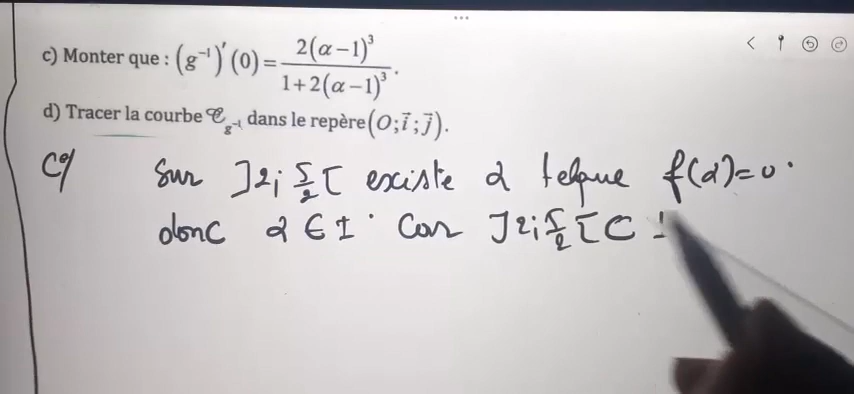 c) Monter que : (g⁻¹)'(0) = 2(α−1)³ / 1+2(α−1)³ .
d) Tracer la courbe 𝒞g⁻¹ dans le repère (O; i⃗ ; j⃗).
C°/ Sur ]2; 5/2[ existe α telque f(α)=0.
donc α ∈ I. Car ]2; 5/2[ ⊂ I